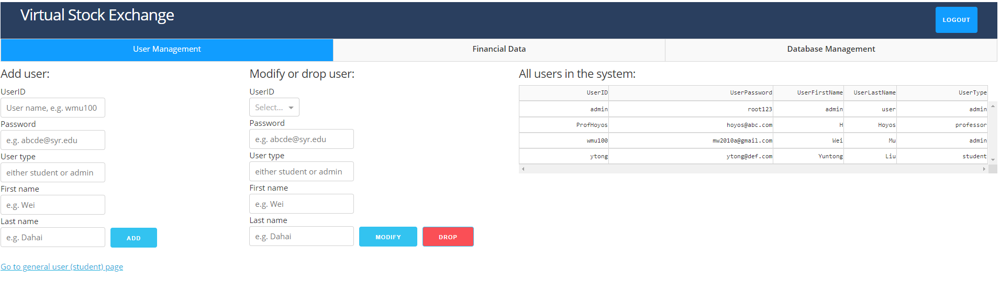 Virtual Stock Exchange
LOGOUT
User Management
Financial Data
Database Management
Add user:
UserID
User name, e.g. wmu100
Password
e.g. abcde@syr.edu
User type
either student or admin
First name
e.g. Wei
Last name
e.g. Dahai
ADD
Go to general user (student) page
Modify or drop user:
UserID
Select...
Password
e.g. abcde@syr.edu
User type
either student or admin
First name
e.g. Wei
Last name
e.g. Dahai
MODIFY
DROP
All users in the system:
UserID UserPassword UserFirstName UserLastName UserType
admin root123 admin user admin
ProfHoyos hoyos@abc.com H Hoyos professor
wmu100 mw2010a@gmail.com Wei Mu admin
ytong ytong@def.com Yuntong Liu student